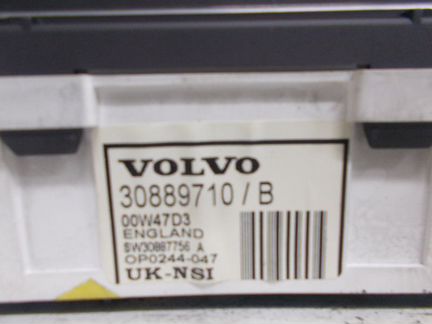 VOLVO
30889710 / B
00W47D3
ENGLAND
SW30887756 A
OP0244-047
UK-NSI